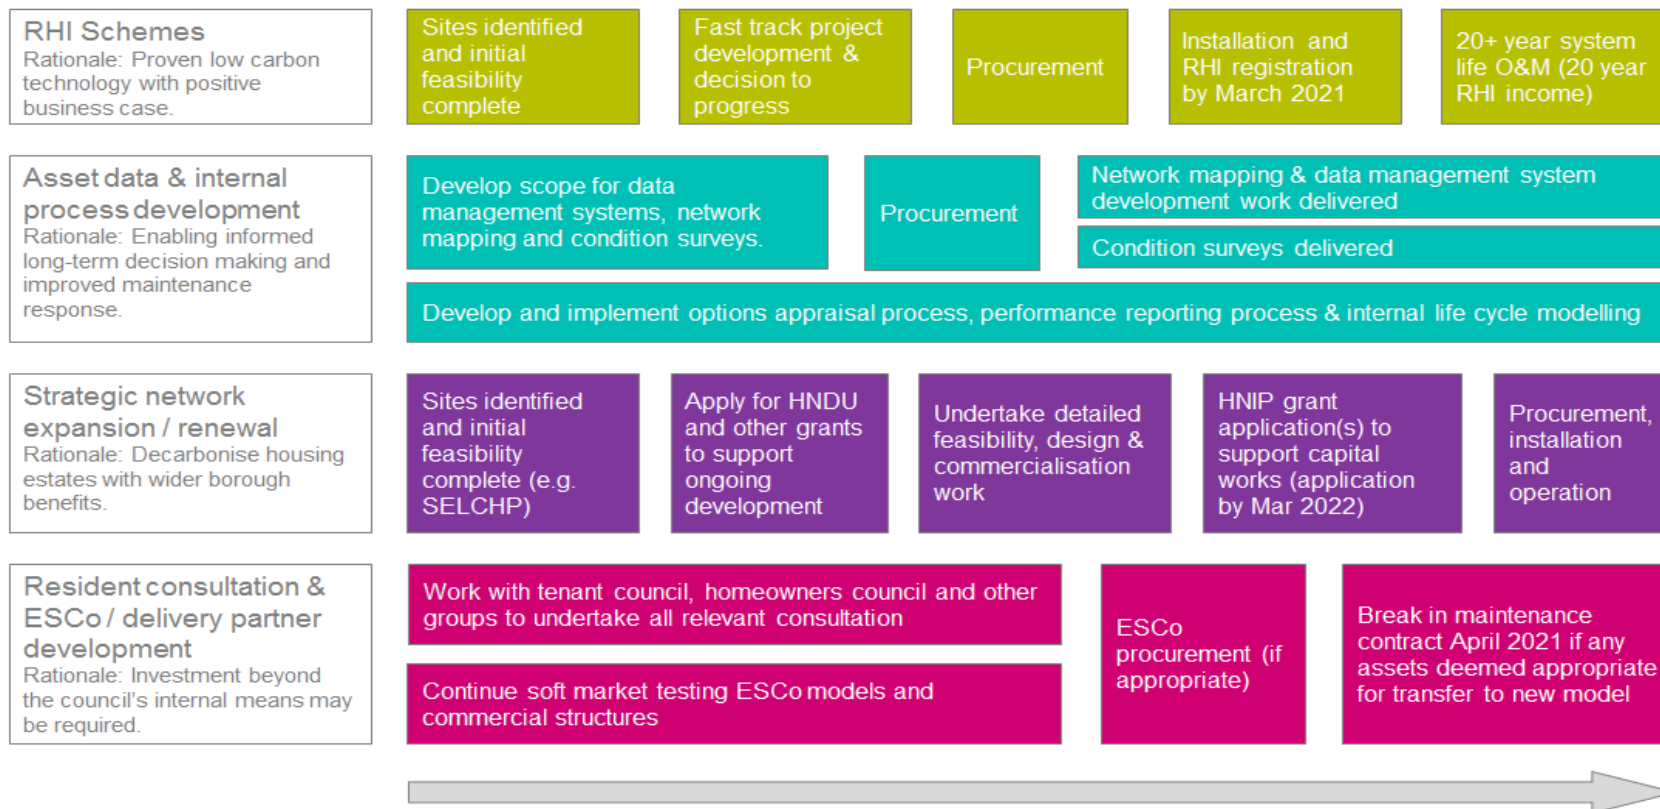 RHI Schemes
Rationale: Proven low carbon
technology with positive
business case.
Sites identified
and initial
feasibility
complete
Fast track project
development &
decision to
progress
Procurement
Installation and
RHI registration
by March 2021
20+ year system
life O&M (20 year
RHI income)
Asset data & internal
process development
Rationale: Enabling informed
long-term decision making and
improved maintenance
response.
Develop scope for data
management systems, network
mapping and condition surveys.
Procurement
Network mapping & data management system
development work delivered
Condition surveys delivered
Develop and implement options appraisal process, performance reporting process & internal life cycle modelling
Strategic network
expansion / renewal
Rationale: Decarbonise housing
estates with wider borough
benefits.
Sites identified
and initial
feasibility
complete (e.g.
SELCHP)
Apply for HNDU
and other grants
to support
ongoing
development
Undertake detailed
feasibility, design &
commercialisation
work
HNIP grant
application(s) to
support capital
works (application
by Mar 2022)
Procurement,
installation
and
operation
Resident consultation &
ESCo / delivery partner
development
Rationale: Investment beyond
the council's internal means may
be required.
Work with tenant council, homeowners council and other
groups to undertake all relevant consultation
Continue soft market testing ESCo models and
commercial structures
ESCo
procurement (if
appropriate)
Break in maintenance
contract April 2021 if any
assets deemed appropriate
for transfer to new model